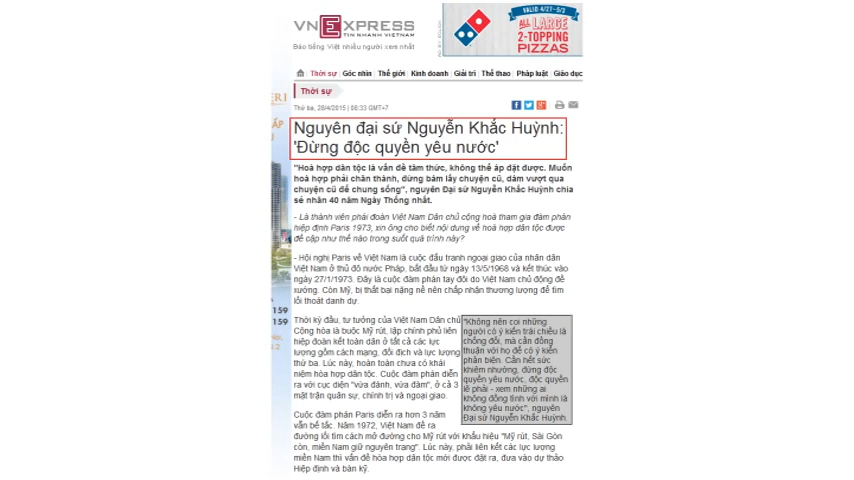 VNEXPRESS
TIN NHANH VIỆT NAM
Báo tiếng Việt nhiều người xem nhất
VALID 4/27-5/3
ALL LARGE
2-TOPPING
PIZZAS
Thời sự Góc nhìn Thế giới Kinh doanh Giải trí Thể thao Pháp luật Giáo dục
Thời sự
Thứ ba, 28/4/2015 | 08:33 GMT+7
Nguyên đại sứ Nguyễn Khắc Huỳnh:
'Đừng độc quyền yêu nước'
"Hoà hợp dân tộc là vấn đề tâm thức, không thể áp đặt được. Muốn
hoà hợp phải chân thành, đừng bám lấy chuyện cũ, dám vượt qua
chuyện cũ để chung sống", nguyên Đại sứ Nguyễn Khắc Huỳnh chia
sẻ nhân 40 năm Ngày Thống nhất.
- Là thành viên phái đoàn Việt Nam Dân chủ cộng hoà tham gia đàm phán
hiệp định Paris 1973, xin ông cho biết nội dung về hoà hợp dân tộc được
đề cập như thế nào trong suốt quá trình này?
- Hội nghị Paris về Việt Nam là cuộc đấu tranh ngoại giao của nhân dân
Việt Nam ở thủ đô nước Pháp, bắt đầu từ ngày 13/5/1968 và kết thúc vào
ngày 27/1/1973. Đây là cuộc đàm phán tay đôi do Việt Nam chủ động đề
xướng. Còn Mỹ, bị thất bại nặng nề nên chấp nhận thương lượng để tìm
lối thoát danh dự.
Thời kỳ đầu, tư tưởng của Việt Nam Dân chủ
Cộng hòa là buộc Mỹ rút, lập chính phủ liên
hiệp đoàn kết toàn dân ở tất cả các lực
lượng gồm cách mạng, đối địch và lực lượng
thứ ba. Lúc này, hoàn toàn chưa có khái
niệm hòa hợp dân tộc. Cuộc đàm phán diễn
ra với cục diện "vừa đánh, vừa đàm", ở cả 3
mặt trận quân sự, chính trị và ngoại giao.
"Không nên coi những
người có ý kiến trái chiều là
chống đối, mà cần đồng
thuận với họ để có ý kiến
phản biện. Cần hết sức
khiêm nhường, đừng độc
quyền yêu nước, độc quyền
lẽ phải - xem những ai
không đồng tình với mình là
không yêu nước", nguyên
Đại sứ Nguyễn Khắc Huỳnh.
Cuộc đàm phán Paris diễn ra hơn 3 năm
vẫn bế tắc. Năm 1972, Việt Nam đề ra
đường lối tìm cách mở đường cho Mỹ rút với khẩu hiệu "Mỹ rút, Sài Gòn
còn, miền Nam giữ nguyên trạng". Lúc này, phải liên kết các lực lượng
miền Nam thì vấn đề hòa hợp dân tộc mới được đặt ra, đưa vào dự thảo
Hiệp định và bàn kỹ.
159
159